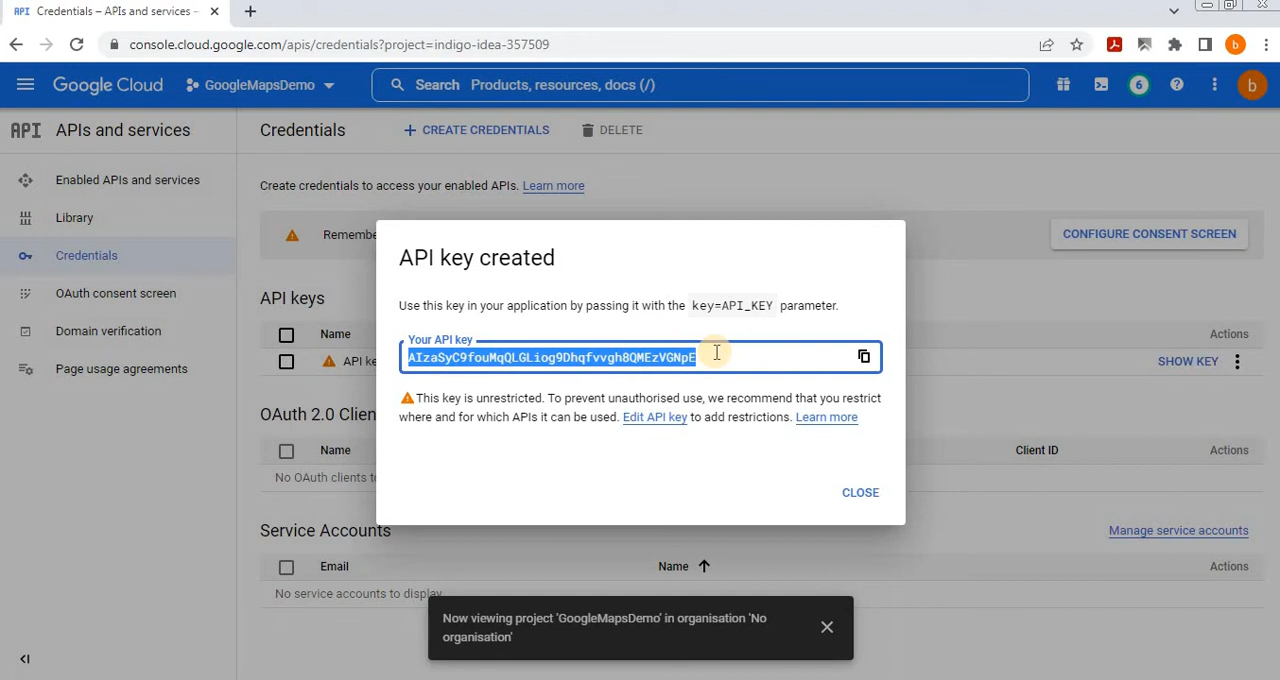 Credentials – APIs and services -
console.cloud.google.com/apis/credentials?project=indigo-idea-357509
b
Google Cloud
GoogleMapsDemo
Search Products, resources, docs (/)
6
b
API APIs and services
Credentials
CREATE CREDENTIALS
DELETE
Enabled APIs and services
Library
Credentials
OAuth consent screen
Domain verification
Page usage agreements
Create credentials to access your enabled APIs. Learn more
CONFIGURE CONSENT SCREEN
API keys
Name
Actions
SHOW KEY
OAuth 2.0
Name
Client ID
Actions
No OAuth clients
Service Accounts
Manage service accounts
Email
Name
Actions
No service accounts to display
API key created
Use this key in your application by passing it with the key=API_KEY parameter.
Your API key
AIzaSyC9fouMqQLGLiog9Dhqfvvgh8QMEzVGNpE
This key is unrestricted. To prevent unauthorised use, we recommend that you restrict
where and for which APIs it can be used. Edit API key to add restrictions. Learn more
CLOSE
Now viewing project 'GoogleMapsDemo' in organisation 'No
organisation'